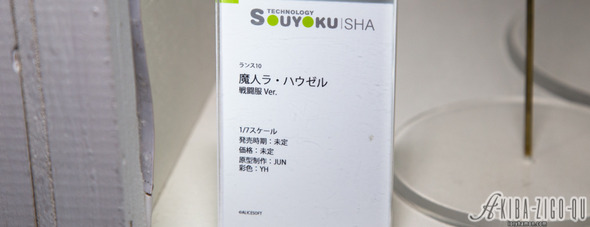 TECHNOLOGY
SOUYOKU|SHA
ランス10
魔人ラ・ハウゼル
戦闘服 Ver.
1/7スケール
発売時期：未定
価格：未定
原型制作：JUN
彩色：YH
©ALICESOFT
AKIBA-ZIGO-QU